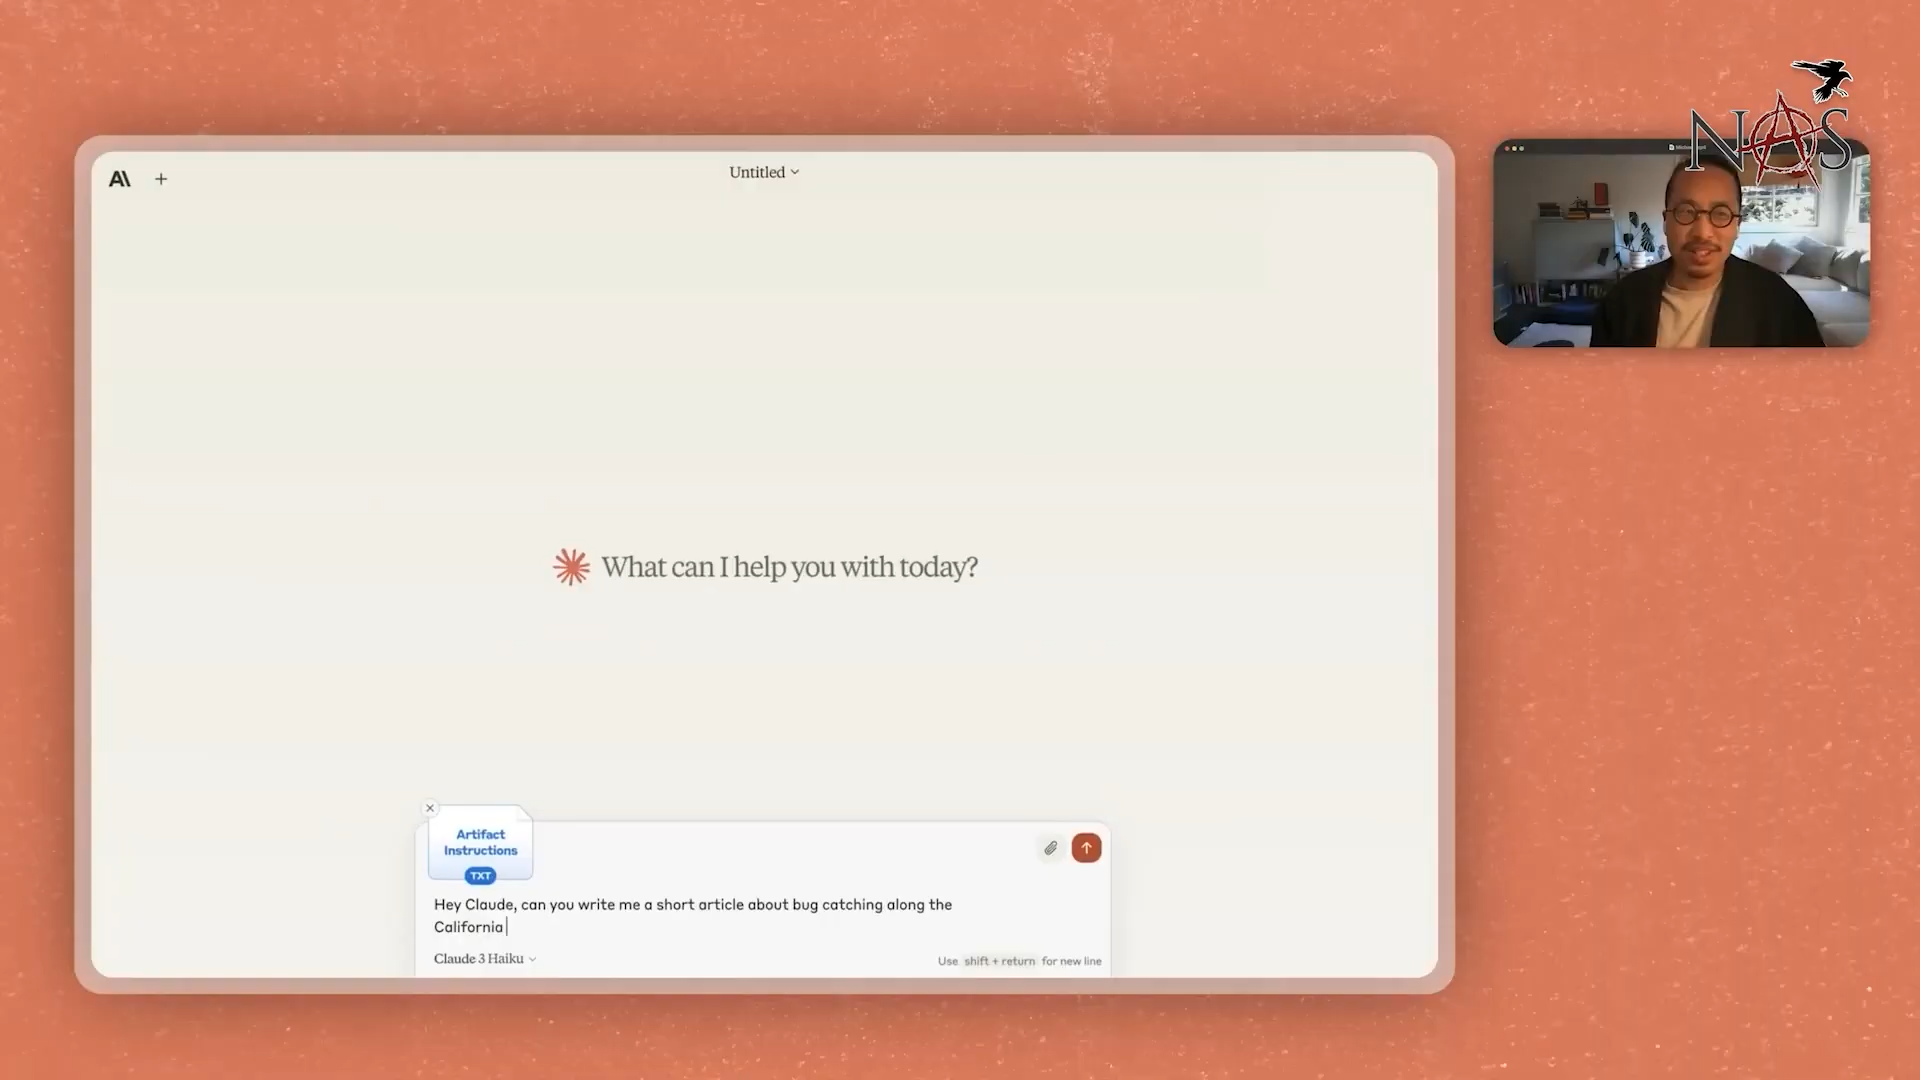 NAS
A\
+
Untitled
What can I help you with today?
Artifact
Instructions
TXT
Hey Claude, can you write me a short article about bug catching along the
California
Claude 3 Haiku
Use shift + return for new line